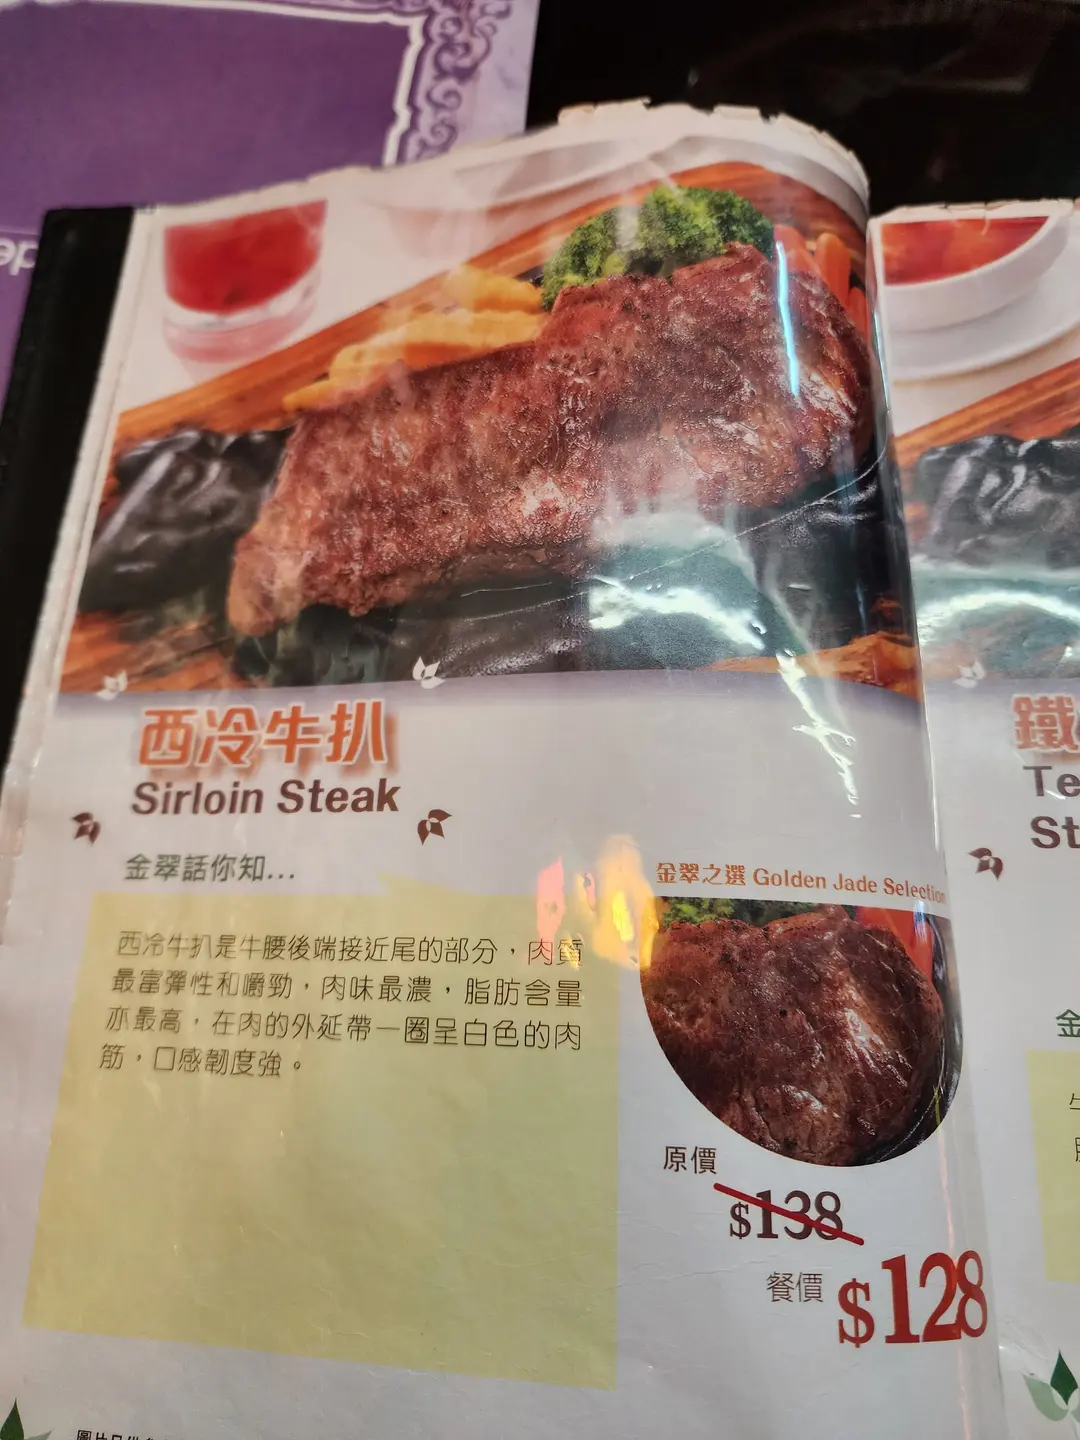 西冷牛扒
Sirloin Steak
金翠話你知...
西冷牛扒是牛腰後端接近尾的部分，肉質
最富彈性和嚼勁，肉味最濃，脂肪含量
亦最高，在肉的外延帶一圈呈白色的肉
筋，口感韌度強。
金翠之選 Golden Jade Selection
原價
$138
餐價 $128
鐵
Te
St
金